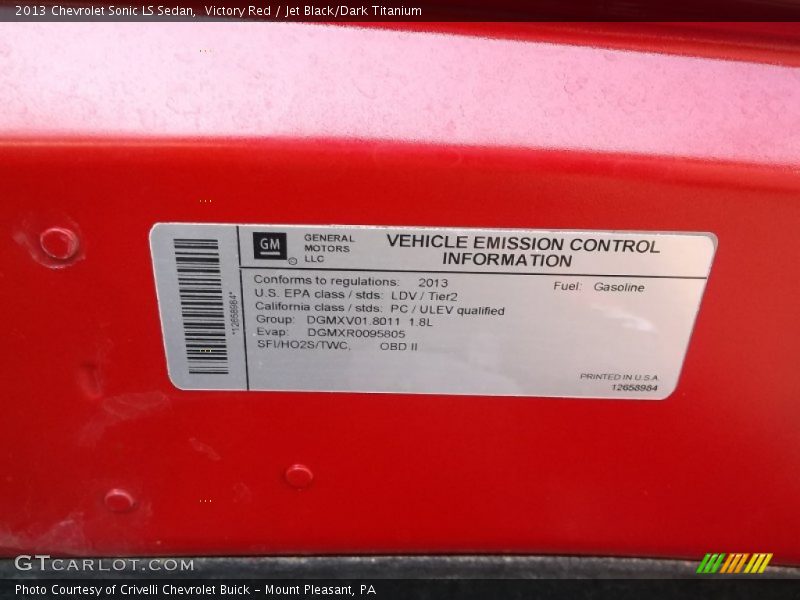 2013 Chevrolet Sonic LS Sedan, Victory Red / Jet Black/Dark Titanium
GM
GENERAL
MOTORS
© LLC
VEHICLE EMISSION CONTROL
INFORMATION
*12658984*
Conforms to regulations: 2013
Fuel: Gasoline
U.S. EPA class / stds: LDV / Tier2
California class / stds: PC / ULEV qualified
Group: DGMXV01.8011 1.8L
Evap: DGMXR0095805
SFI/HO2S/TWC, OBD II
PRINTED IN U.S.A.
12658984
GTCARLOT.COM
Photo Courtesy of Crivelli Chevrolet Buick – Mount Pleasant, PA